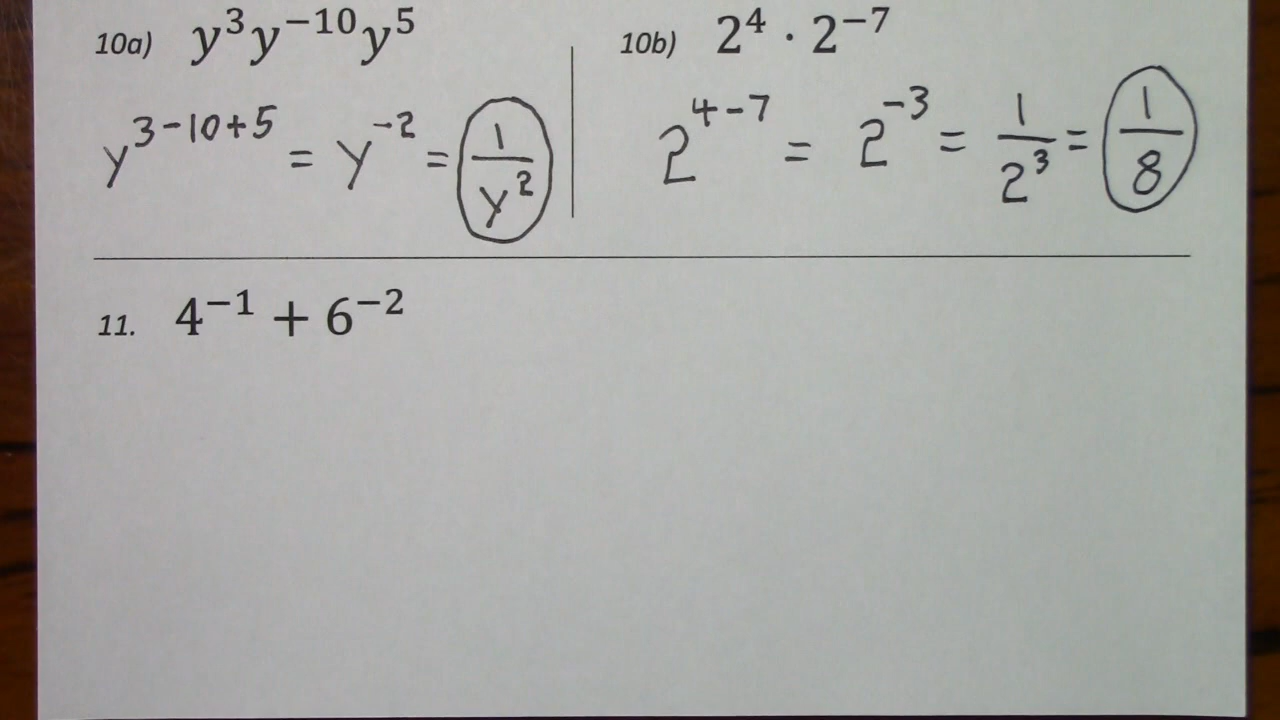 10a) y³y⁻¹⁰y⁵
y³⁻¹⁰⁺⁵ = y⁻² = 1/y²
10b) 2⁴ · 2⁻⁷
2⁴⁻⁷ = 2⁻³ = 1/2³ = 1/8
11. 4⁻¹ + 6⁻²